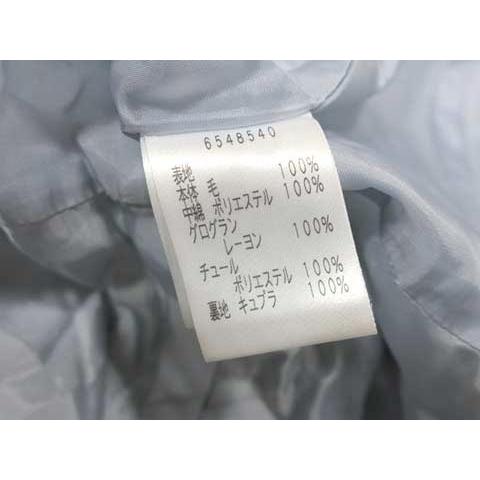 6548540
表地
本体 毛 100%
中綿 ポリエステル 100%
グログラン
レーヨン 100%
チュール
ポリエステル 100%
裏地 キュプラ 100%